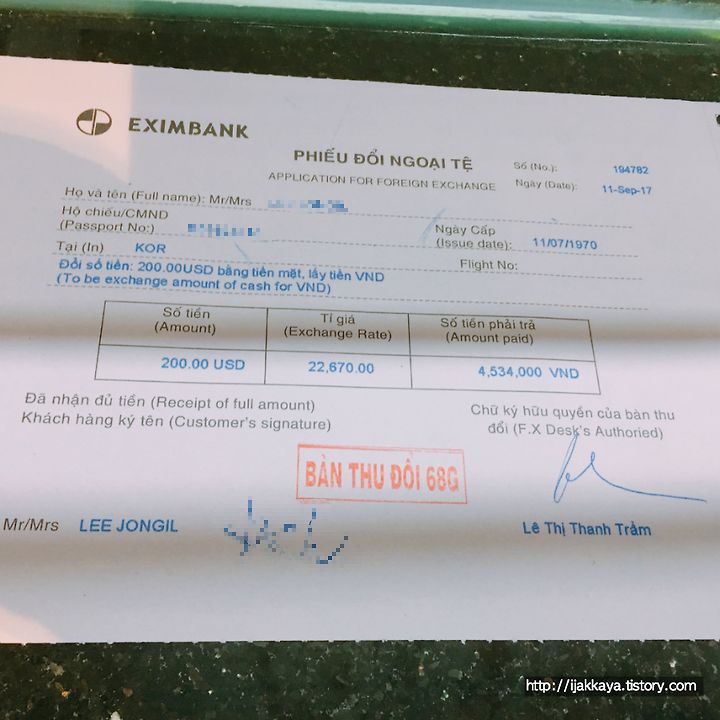 EXIMBANK
PHIẾU ĐỔI NGOẠI TỆ
APPLICATION FOR FOREIGN EXCHANGE
Số (No.): 194782
Ngày (Date): 11-Sep-17
Họ và tên (Full name): Mr/Mrs
Hộ chiếu/CMND
(Passport No:)
Ngày Cấp
(Issue date): 11/07/1970
Tại (In) KOR
Flight No:
Đổi số tiền: 200.00USD bằng tiền mặt, lấy tiền VND
(To be exchange amount of cash for VND)
Số tiền
(Amount)
Tỉ giá
(Exchange Rate)
Số tiền phải trả
(Amount paid)
200.00 USD 22,670.00 4,534,000 VND
Đã nhận đủ tiền (Receipt of full amount)
Khách hàng ký tên (Customer's signature)
Chữ ký hữu quyền của bàn thu
đổi (F.X Desk's Authoried)
BÀN THU ĐỔI 68G
Mr/Mrs LEE JONGIL
Lê Thị Thanh Trầm
http://ijakkaya.tistory.com